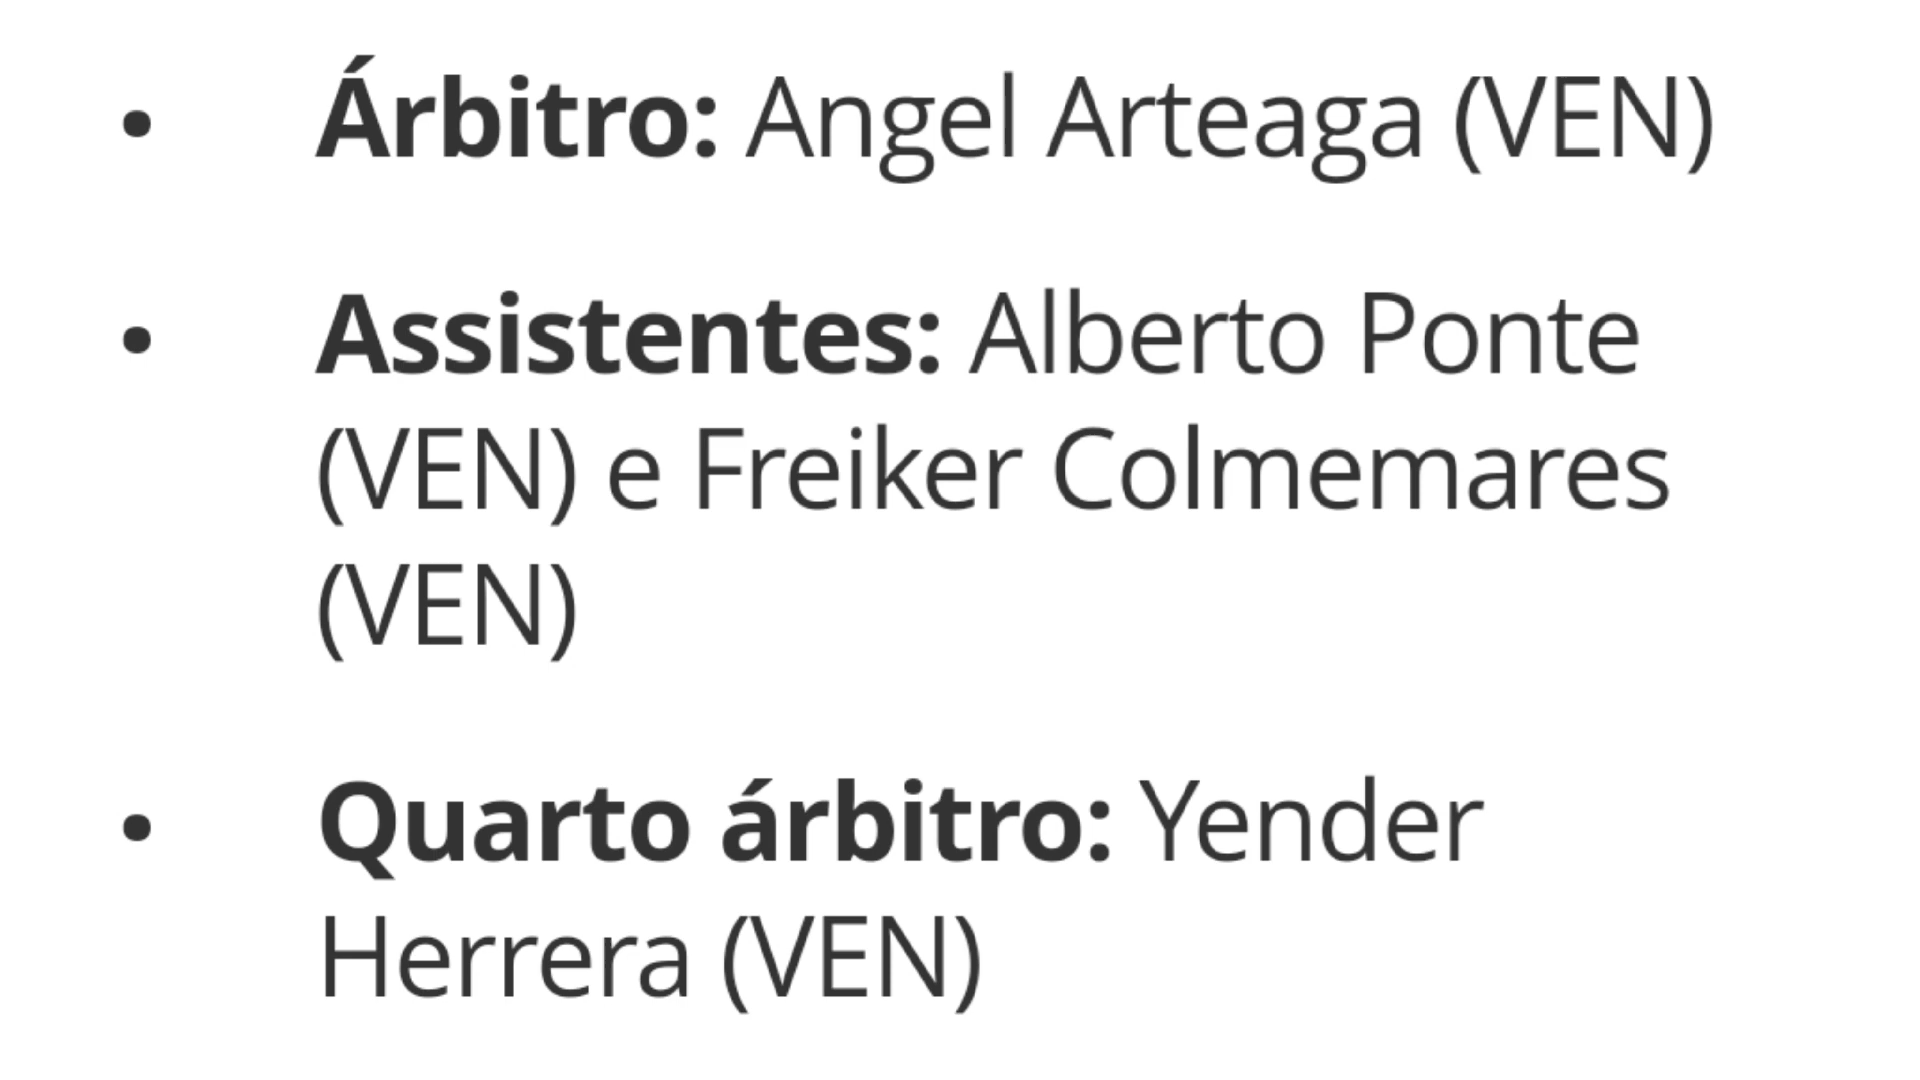 • Árbitro: Angel Arteaga (VEN)
• Assistentes: Alberto Ponte
(VEN) e Freiker Colmemares
(VEN)
• Quarto árbitro: Yender
Herrera (VEN)